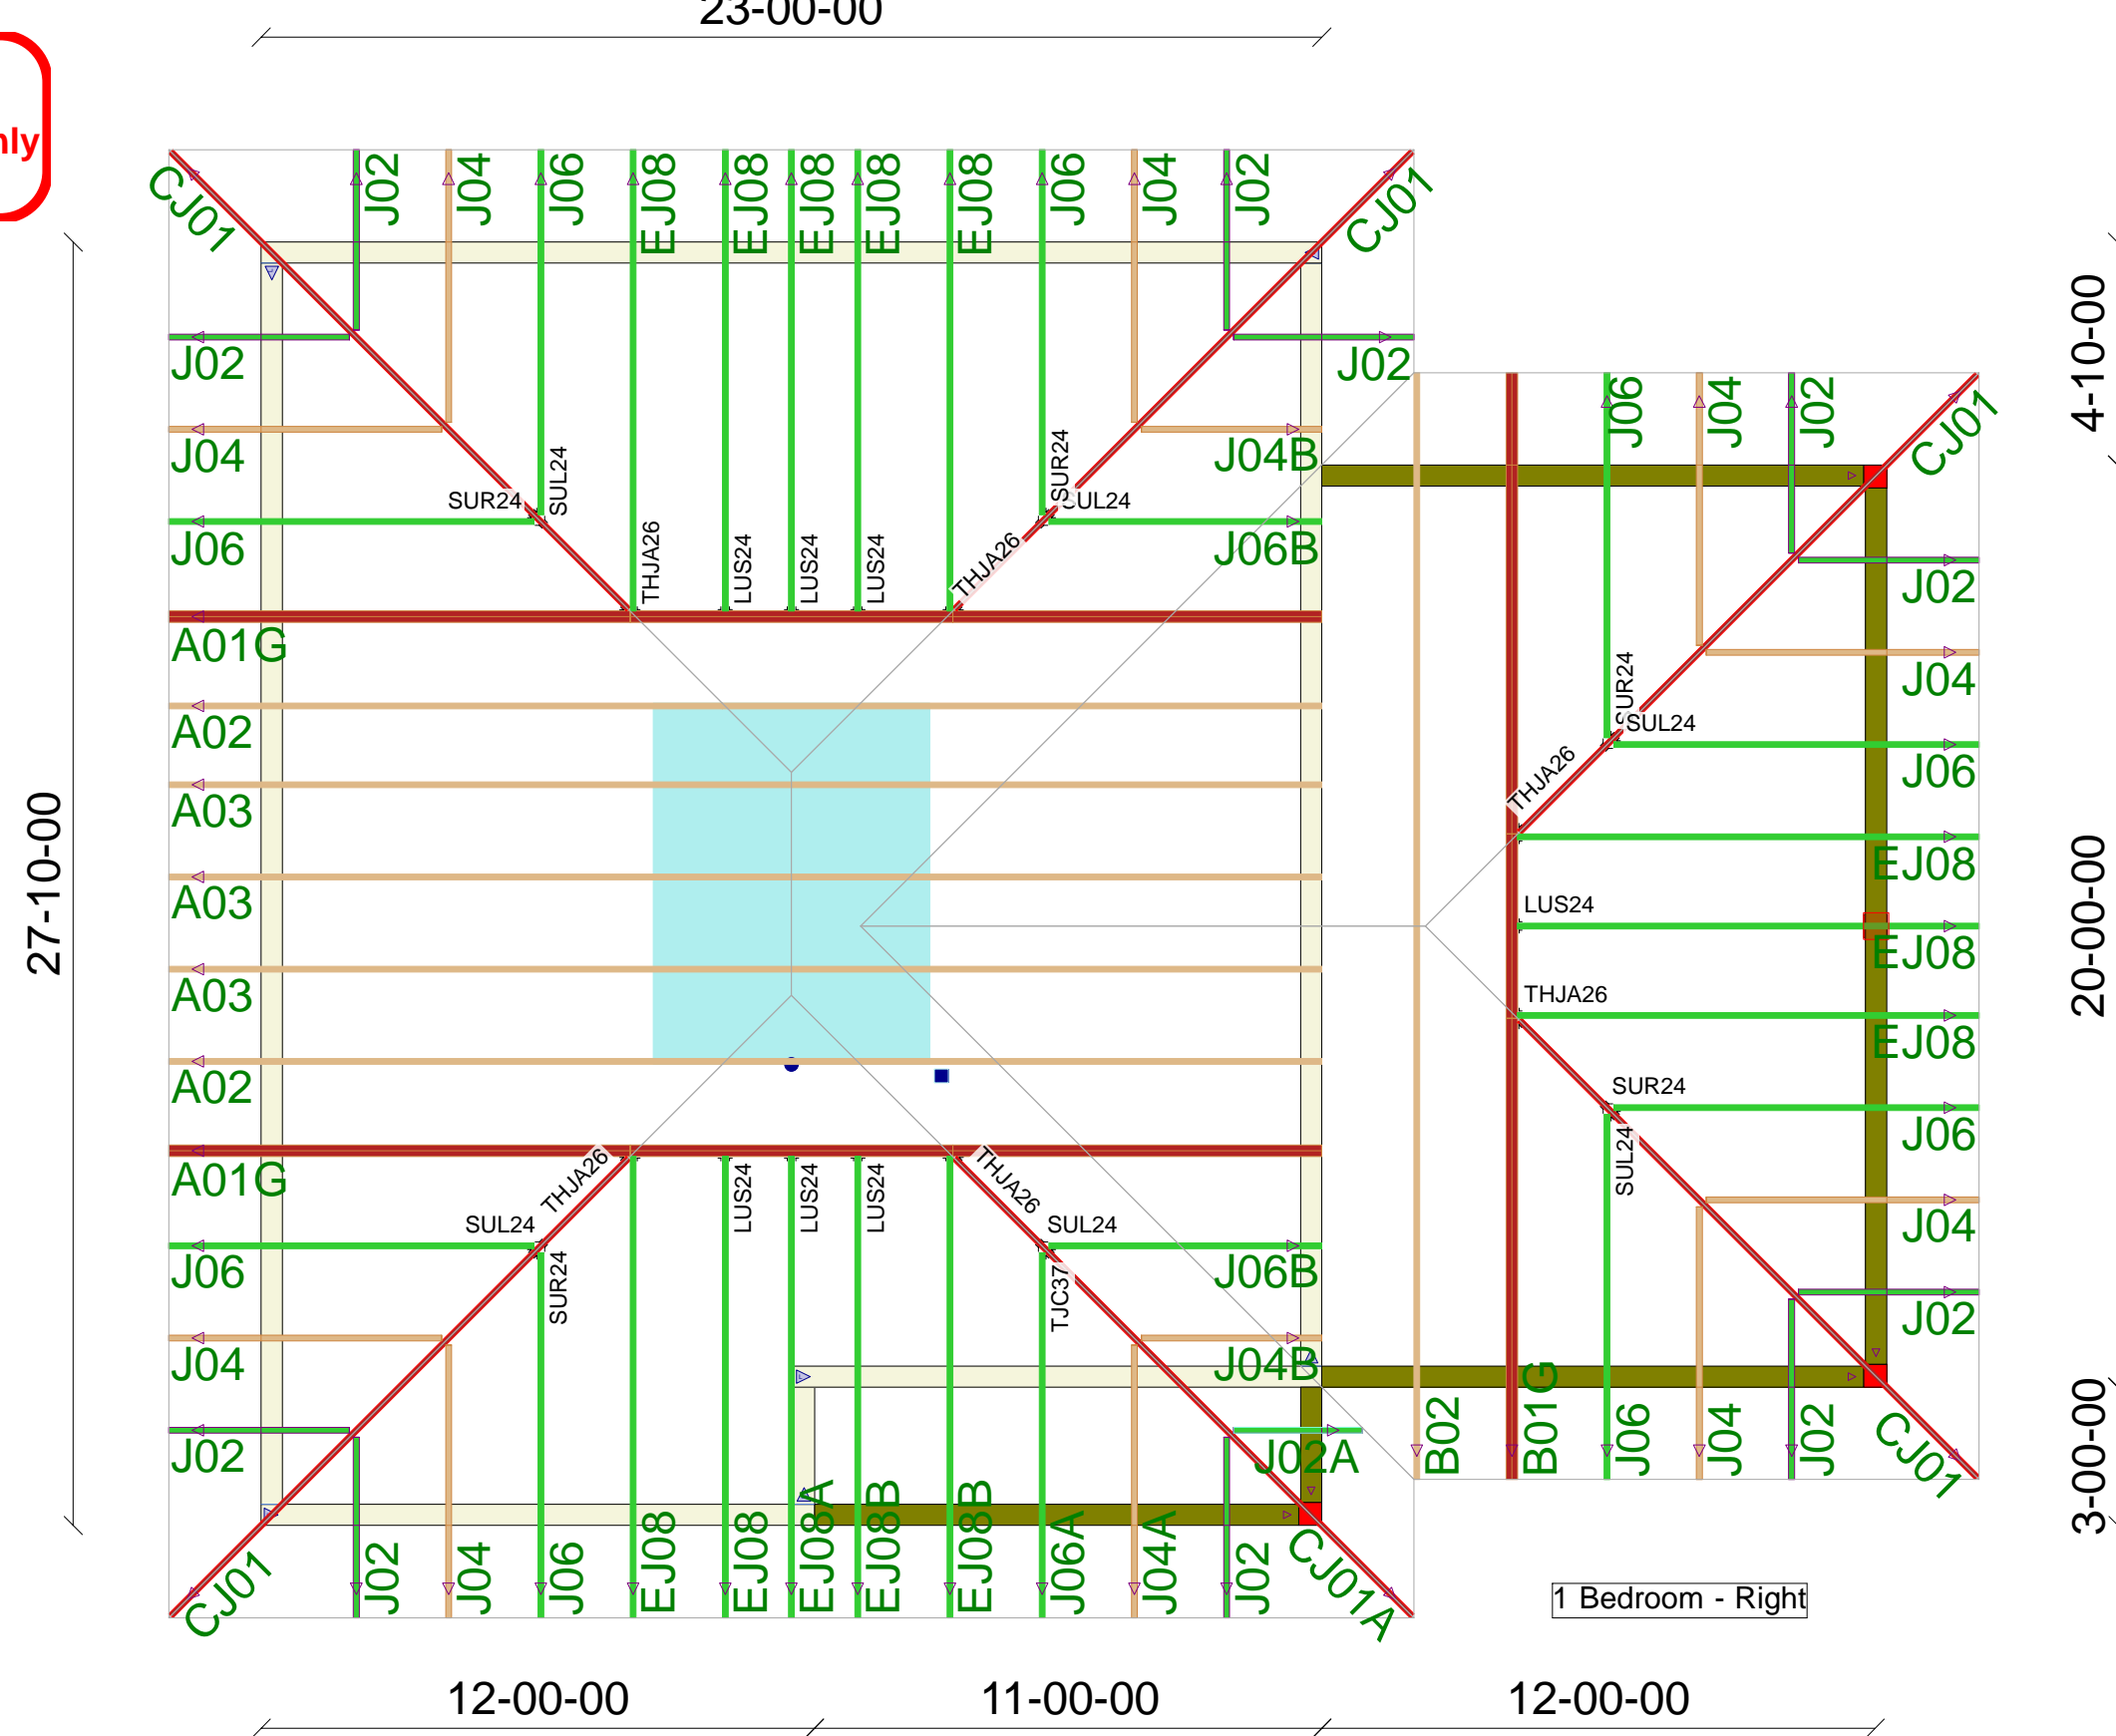 23-00-00
nly
CJ01
J02
J04
J06
EJ08
EJ08
EJ08
EJ08
EJ08
J06
J04
J02
CJ01
J02
J04
J06
SUR24
SUL24
THJA26
LUS24
LUS24
LUS24
THJA26
SUR24
SUL24
J02
J04B
J06B
J06
J04
J02
CJ01
J02
J04
J06
SUR24
SUL24
THJA26
EJ08
LUS24
EJ08
THJA26
EJ08
SUR24
SUL24
J06
J04
J02
4-10-00
20-00-00
3-00-00
27-10-00
A01G
A02
A03
A03
A03
A02
A01G
J06
J04
J02
SUL24
THJA26
SUR24
LUS24
LUS24
LUS24
THJA26
SUL24
TJC37
J06B
J04B
J02A
B02
B01G
J06
J04
J02
CJ01
CJ01
J02
J04
J06
EJ08
EJ08
EJ08A
EJ08B
EJ08B
J06A
J04A
J02
CJ01A
1 Bedroom - Right
12-00-00
11-00-00
12-00-00